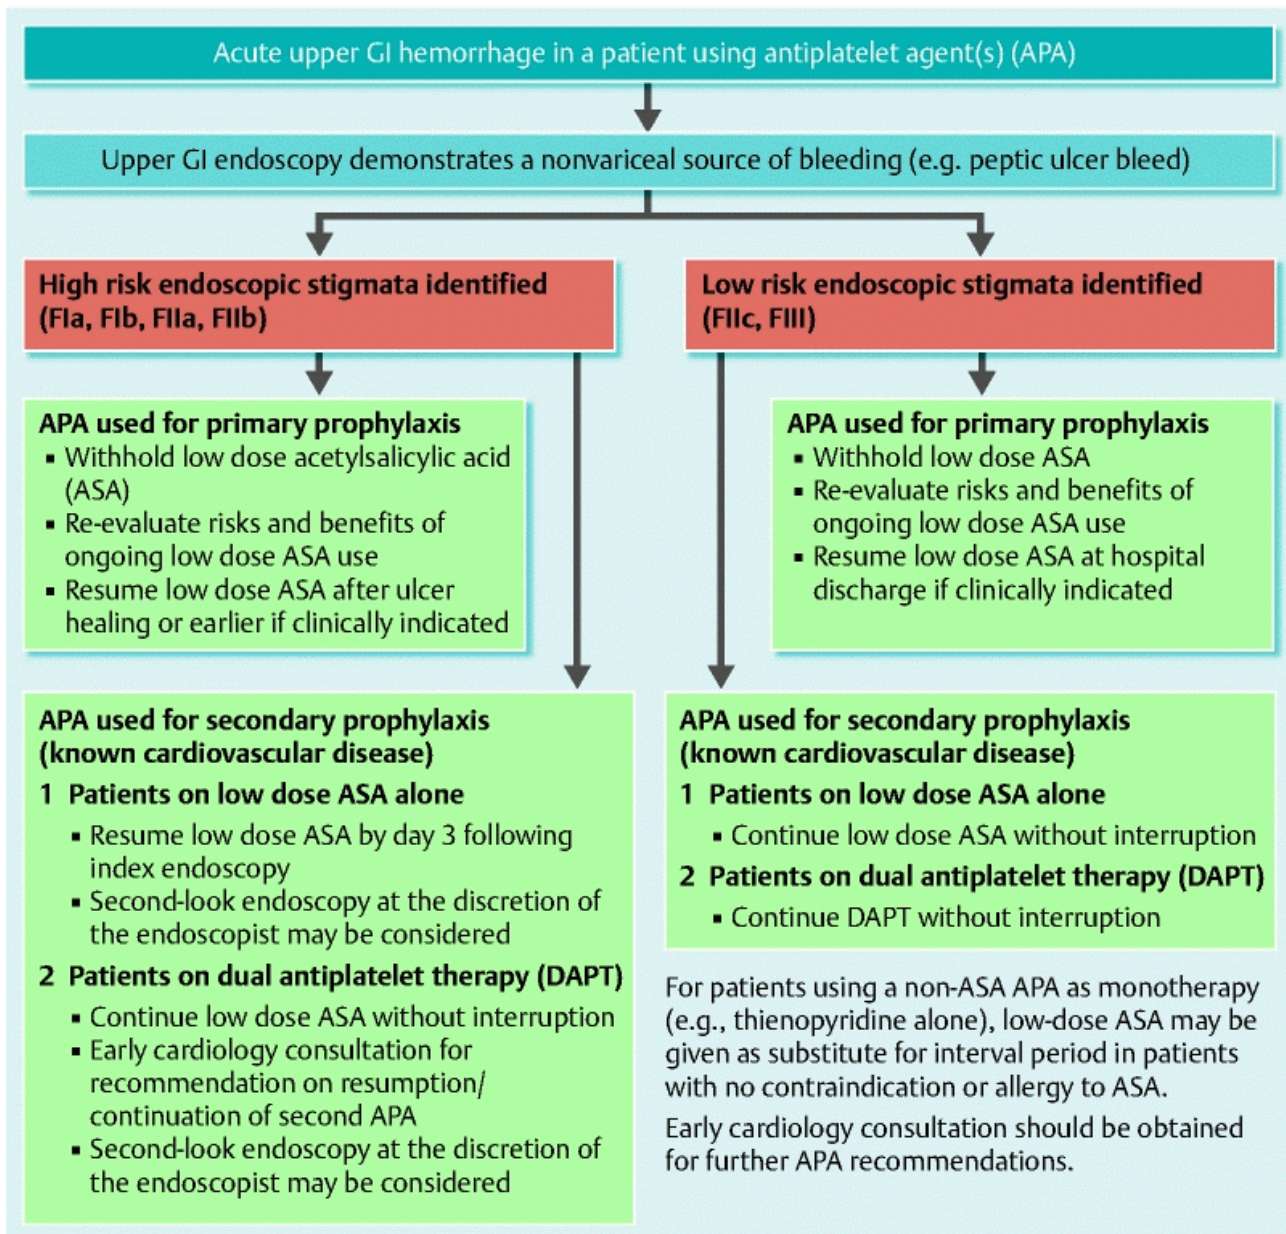 Acute upper GI hemorrhage in a patient using antiplatelet agent(s) (APA)
Upper GI endoscopy demonstrates a nonvariceal source of bleeding (e.g. peptic ulcer bleed)
High risk endoscopic stigmata identified
(FIa, FIb, FIIa, FIIb)
Low risk endoscopic stigmata identified
(FIIc, FIII)
APA used for primary prophylaxis
▪ Withhold low dose acetylsalicylic acid
(ASA)
▪ Re-evaluate risks and benefits of
ongoing low dose ASA use
▪ Resume low dose ASA after ulcer
healing or earlier if clinically indicated
APA used for primary prophylaxis
▪ Withhold low dose ASA
▪ Re-evaluate risks and benefits of
ongoing low dose ASA use
▪ Resume low dose ASA at hospital
discharge if clinically indicated
APA used for secondary prophylaxis
(known cardiovascular disease)
1 Patients on low dose ASA alone
▪ Resume low dose ASA by day 3 following
index endoscopy
▪ Second-look endoscopy at the discretion of
the endoscopist may be considered
2 Patients on dual antiplatelet therapy (DAPT)
▪ Continue low dose ASA without interruption
▪ Early cardiology consultation for
recommendation on resumption/
continuation of second APA
▪ Second-look endoscopy at the discretion of
the endoscopist may be considered
APA used for secondary prophylaxis
(known cardiovascular disease)
1 Patients on low dose ASA alone
▪ Continue low dose ASA without interruption
2 Patients on dual antiplatelet therapy (DAPT)
▪ Continue DAPT without interruption
For patients using a non-ASA APA as monotherapy
(e.g., thienopyridine alone), low-dose ASA may be
given as substitute for interval period in patients
with no contraindication or allergy to ASA.
Early cardiology consultation should be obtained
for further APA recommendations.